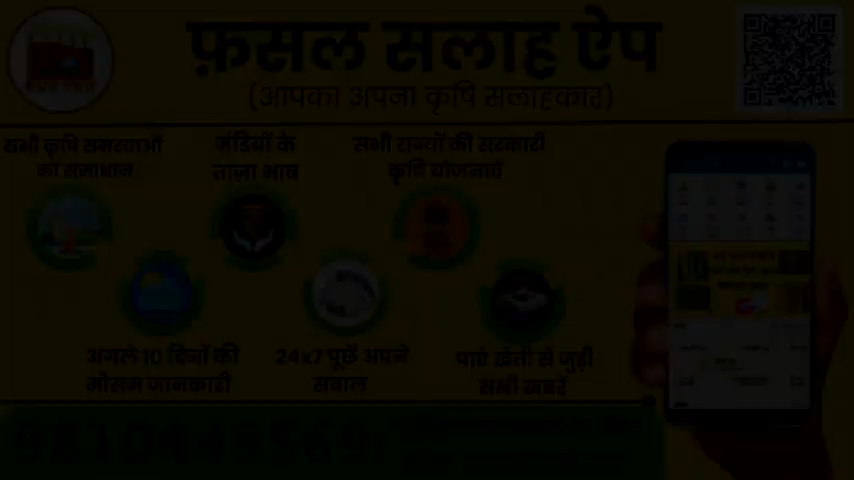 फ़सल सलाह ऐप
(आपका अपना कृषि सलाहकार)
सभी कृषि समस्याओं
का समाधान
मंडियों के
ताज़ा भाव
सभी राज्यों की सरकारी
कृषि योजनाएं
अगले 10 दिनों की
मौसम जानकारी
24x7 पूछें अपने
सवाल
पाएं खेती से जुड़ी
सभी खबरें